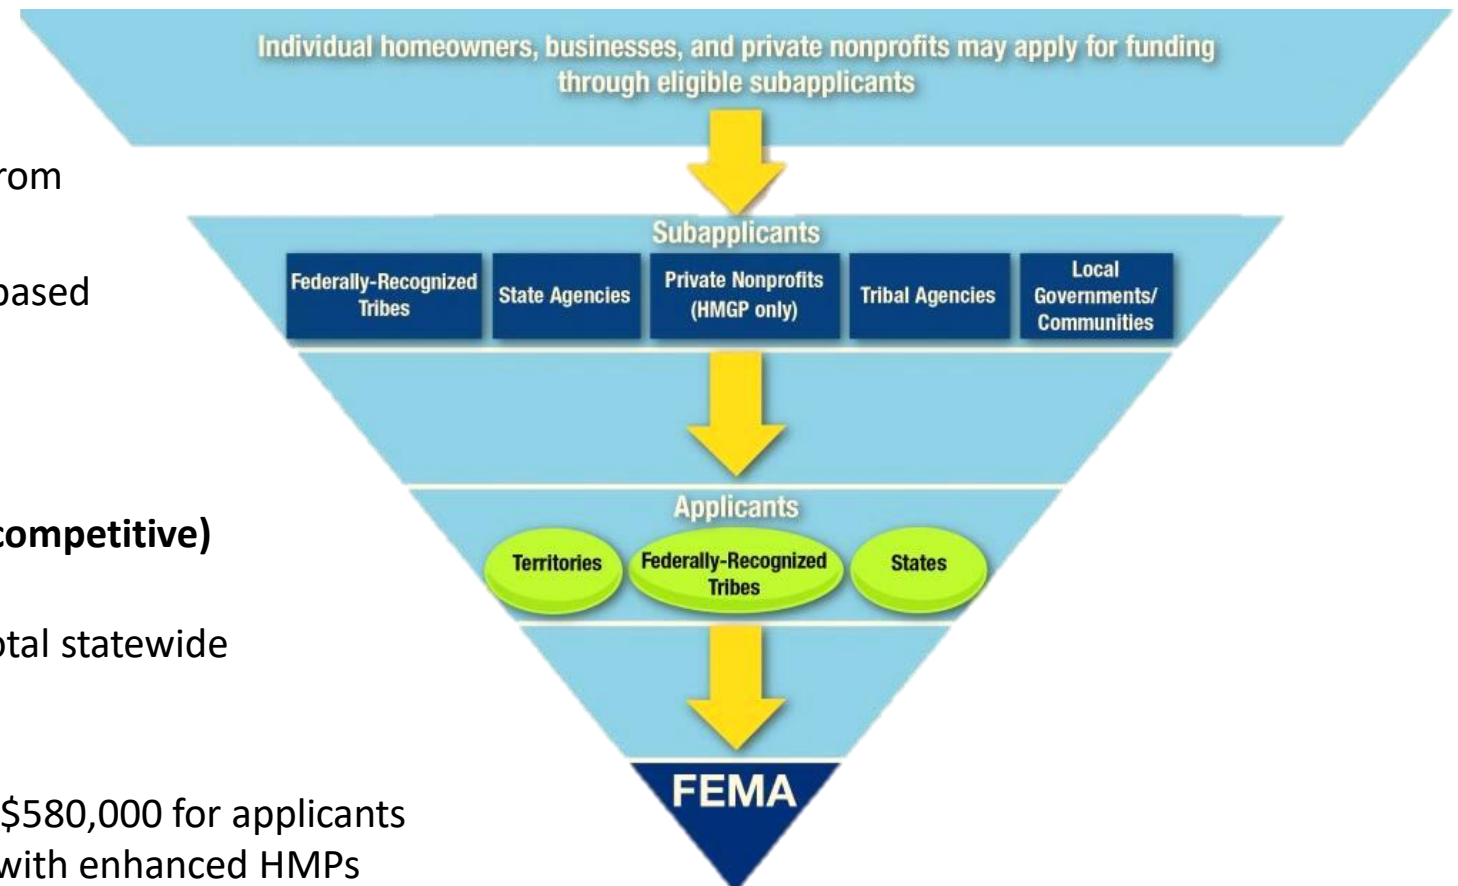 Individual homeowners, businesses, and private nonprofits may apply for funding
through eligible subapplicants
rom
based
competitive)
otal statewide
$580,000 for applicants
with enhanced HMPs
Subapplicants
Federally-Recognized
Tribes
State Agencies
Private Nonprofits
(HMGP only)
Tribal Agencies
Local
Governments/
Communities
Applicants
Territories
Federally-Recognized
Tribes
States
FEMA